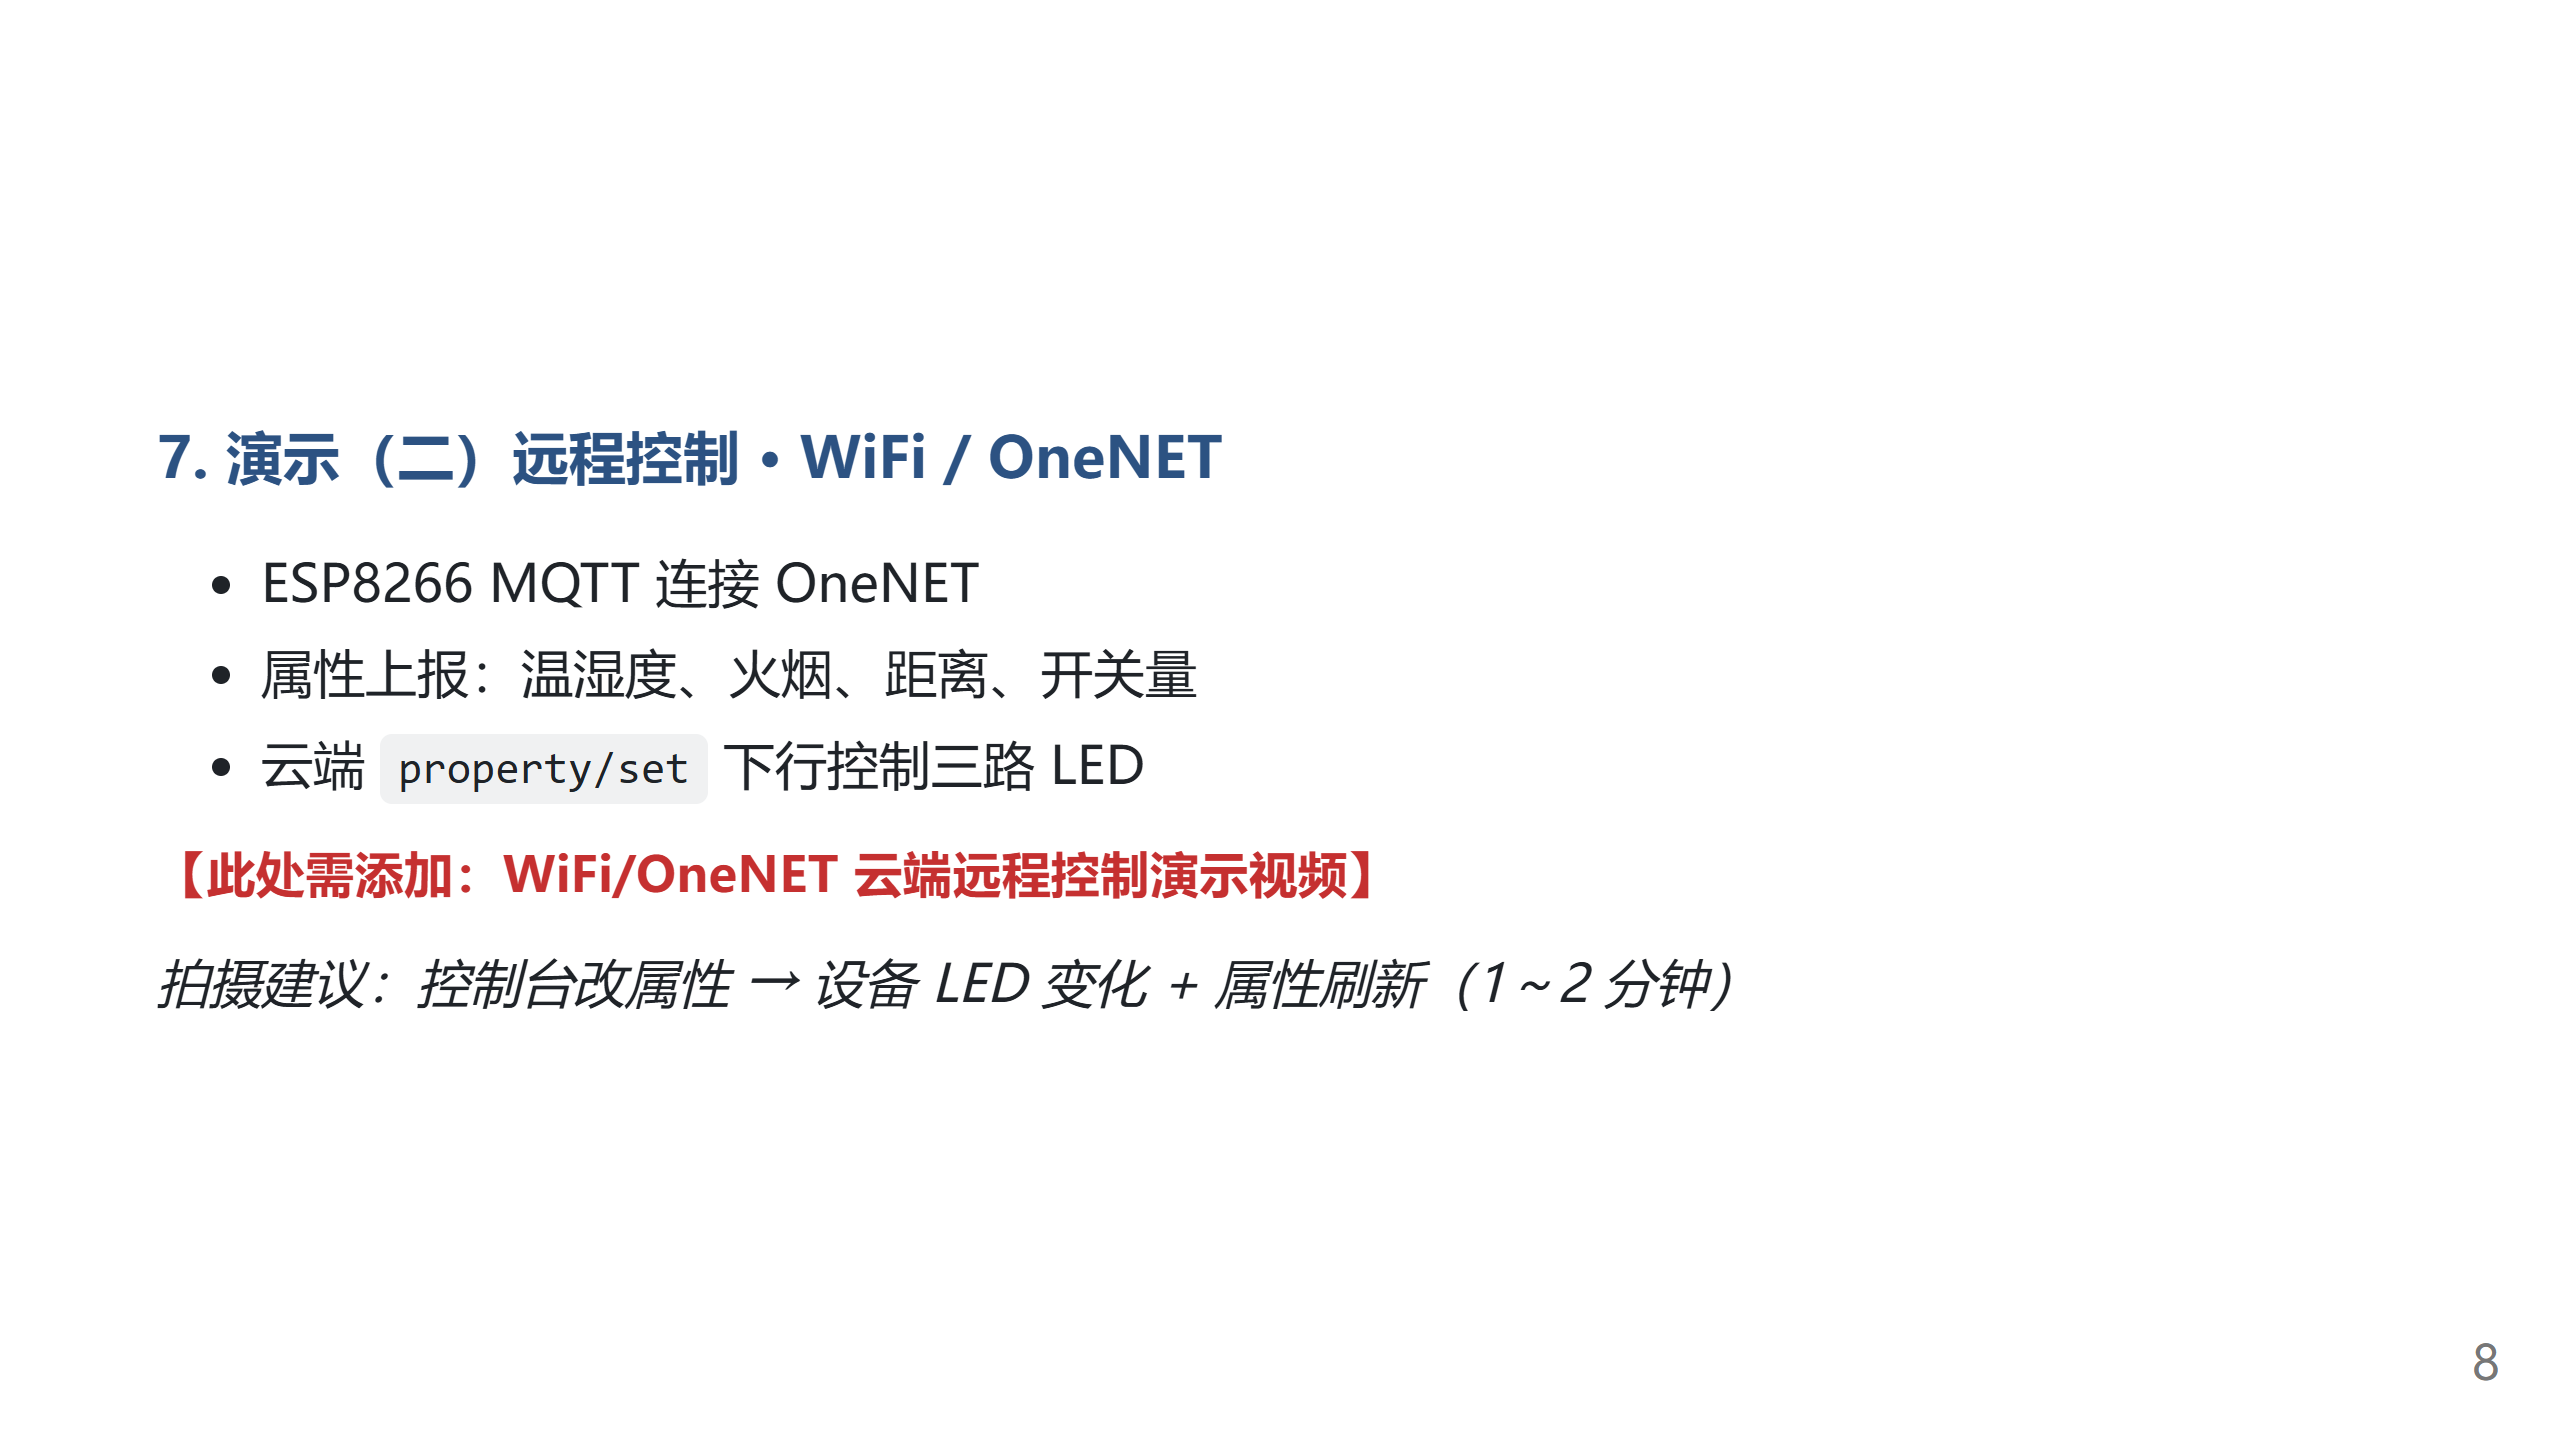 7. 演示（二）远程控制 · WiFi / OneNET
• ESP8266 MQTT 连接 OneNET
• 属性上报：温湿度、火烟、距离、开关量
• 云端 property/set 下行控制三路 LED
【此处需添加：WiFi/OneNET 云端远程控制演示视频】
拍摄建议：控制台改属性 → 设备 LED 变化 + 属性刷新（1 ~ 2 分钟）
8